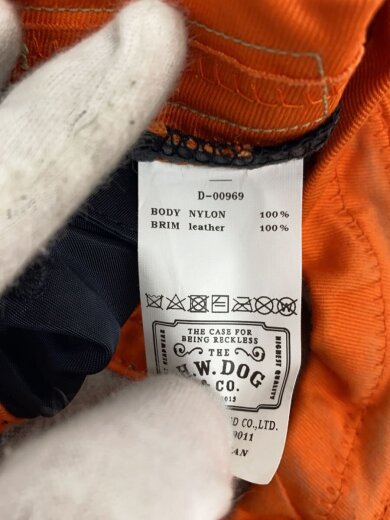 D-00969
BODY NYLON 100%
BRIM leather 100%
THE CASE FOR
BEING RECKLESS
HIGHEST QUALITY
THE
H.W. DOG
& CO.
CO.,LTD.